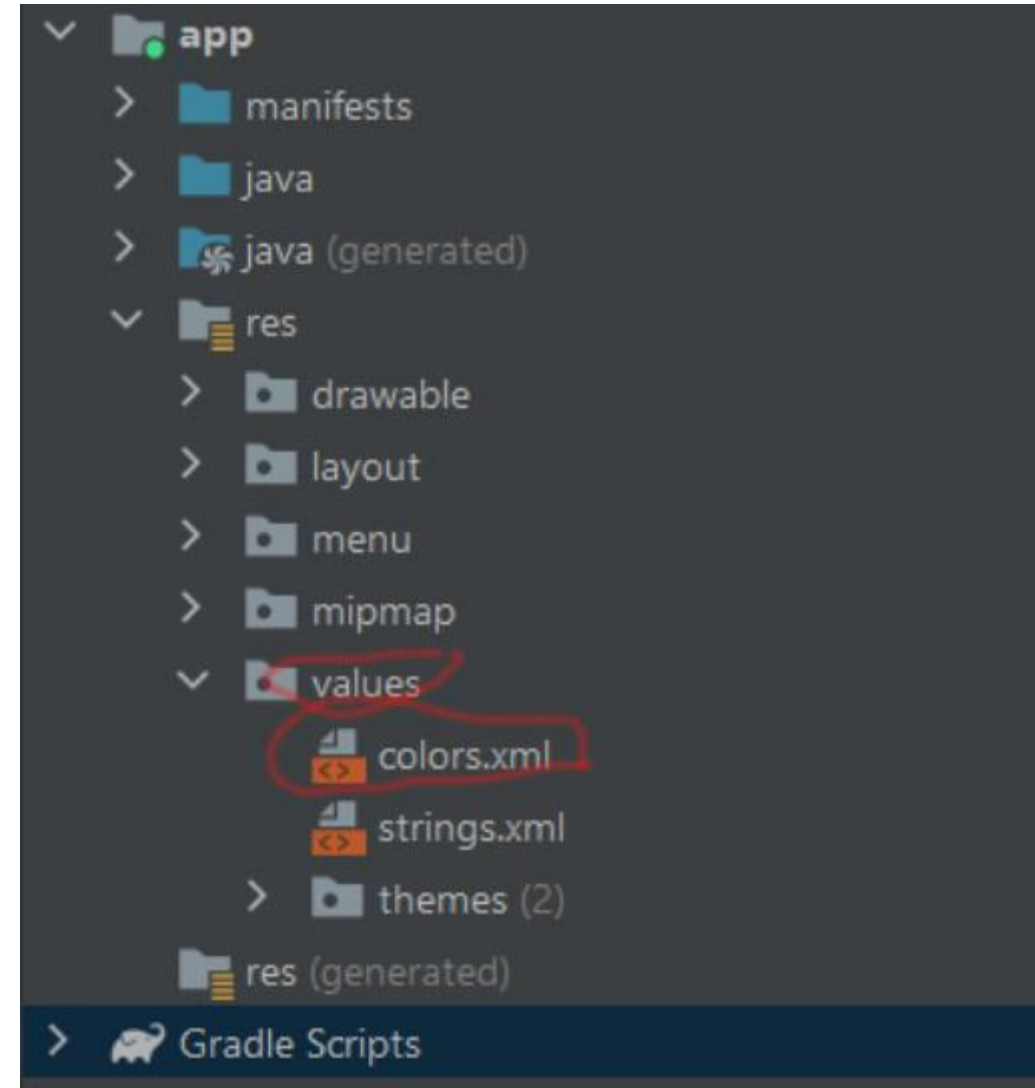 app
manifests
java
java (generated)
res
drawable
layout
menu
mipmap
values
colors.xml
strings.xml
themes (2)
res (generated)
Gradle Scripts